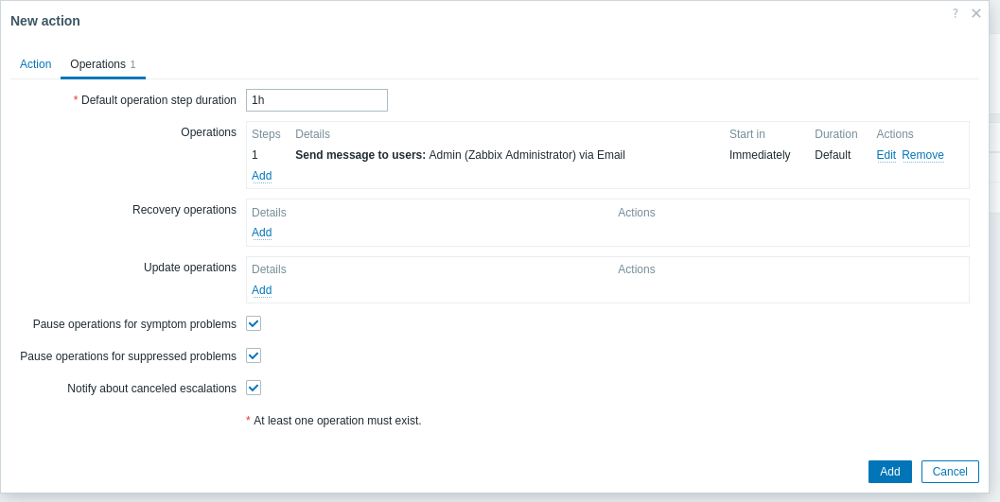 New action
?
Action Operations 1
* Default operation step duration 1h
Operations
Steps Details Start in Duration Actions
1 Send message to users: Admin (Zabbix Administrator) via Email Immediately Default Edit Remove
Add
Recovery operations
Details Actions
Add
Update operations
Details Actions
Add
Pause operations for symptom problems
Pause operations for suppressed problems
Notify about canceled escalations
* At least one operation must exist.
Add Cancel